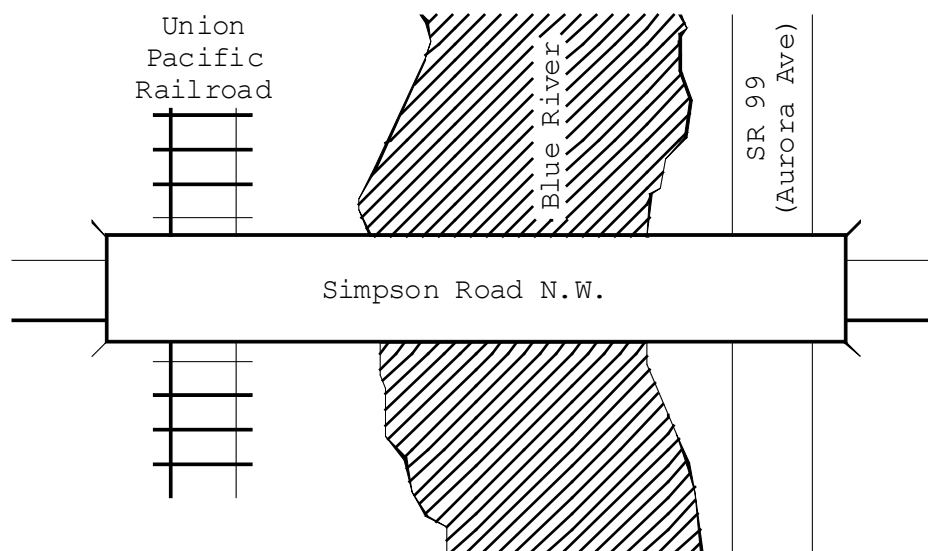 Union
Pacific
Railroad
Blue River
SR 99
(Aurora Ave)
Simpson Road N.W.